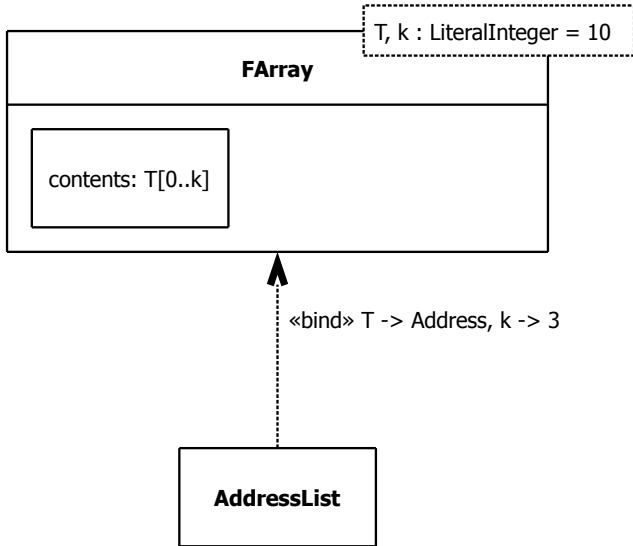 T, k : LiteralInteger = 10
FArray
contents: T[0..k]
«bind» T -> Address, k -> 3
AddressList